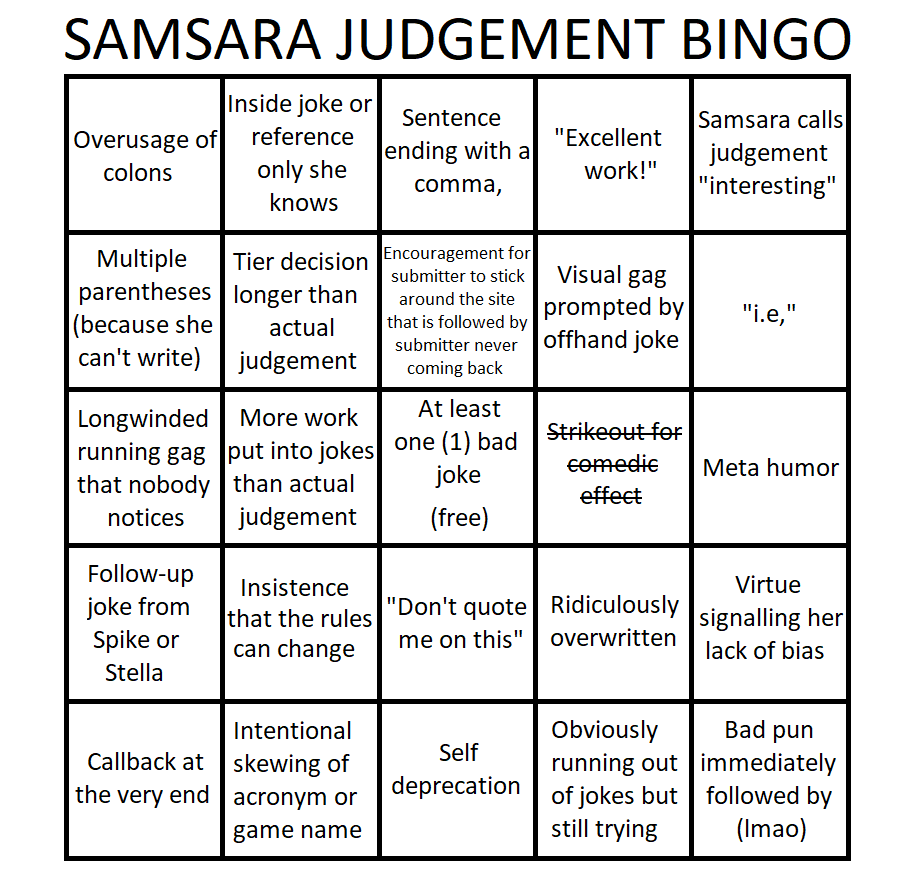 SAMSARA JUDGEMENT BINGO
Overusage of
colons
Inside joke or
reference
only she
knows
Sentence
ending with a
comma,
"Excellent
work!"
Samsara calls
judgement
"interesting"
Multiple
parentheses
(because she
can't write)
Tier decision
longer than
actual
judgement
Encouragement for
submitter to stick
around the site
that is followed by
submitter never
coming back
Visual gag
prompted by
offhand joke
"i.e,"
Longwinded
running gag
that nobody
notices
More work
put into jokes
than actual
judgement
At least
one (1) bad
joke
(free)
Strikeout for
comedic
effect
Meta humor
Follow-up
joke from
Spike or
Stella
Insistence
that the rules
can change
"Don't quote
me on this"
Ridiculously
overwritten
Virtue
signalling her
lack of bias
Callback at
the very end
Intentional
skewing of
acronym or
game name
Self
deprecation
Obviously
running out
of jokes but
still trying
Bad pun
immediately
followed by
(lmao)